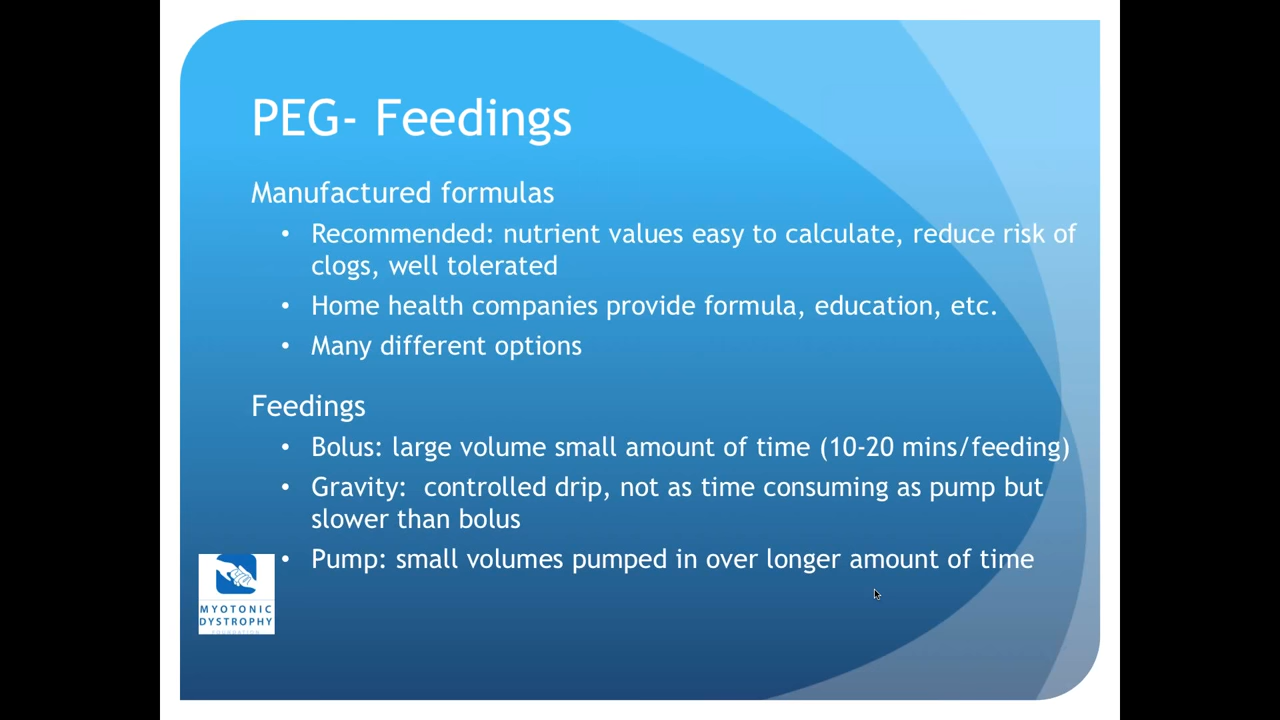 PEG- Feedings
Manufactured formulas
• Recommended: nutrient values easy to calculate, reduce risk of
clogs, well tolerated
• Home health companies provide formula, education, etc.
• Many different options
Feedings
• Bolus: large volume small amount of time (10-20 mins/feeding)
• Gravity:  controlled drip, not as time consuming as pump but
slower than bolus
• Pump: small volumes pumped in over longer amount of time
MYOTONIC
DYSTROPHY
FOUNDATION